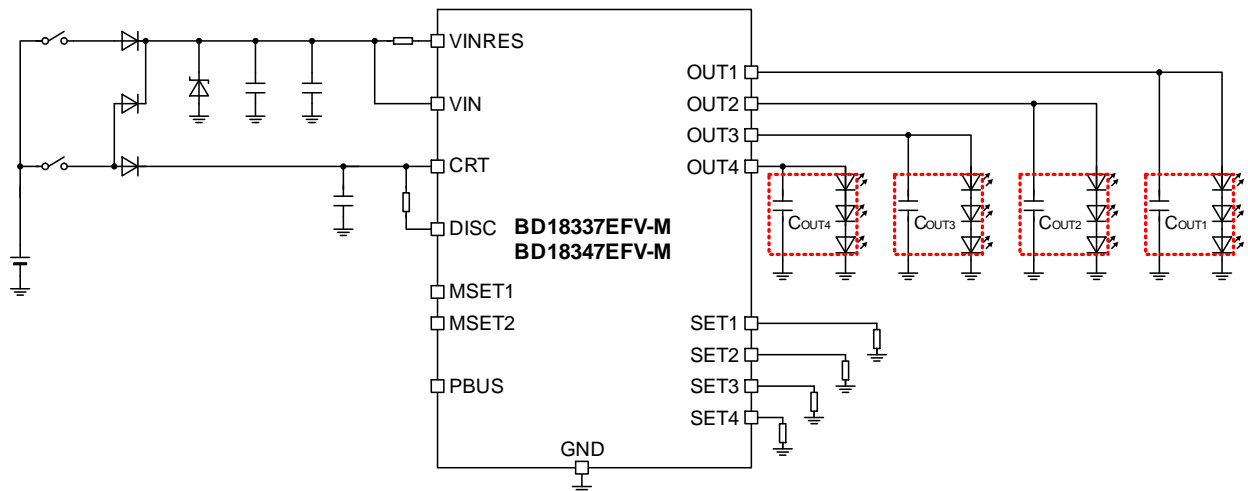 VINRES
VIN
CRT
DISC
MSET1
MSET2
PBUS
BD18337EFV-M
BD18347EFV-M
GND
OUT1
OUT2
OUT3
OUT4
SET1
SET2
SET3
SET4
COUT4
COUT3
COUT2
COUT1